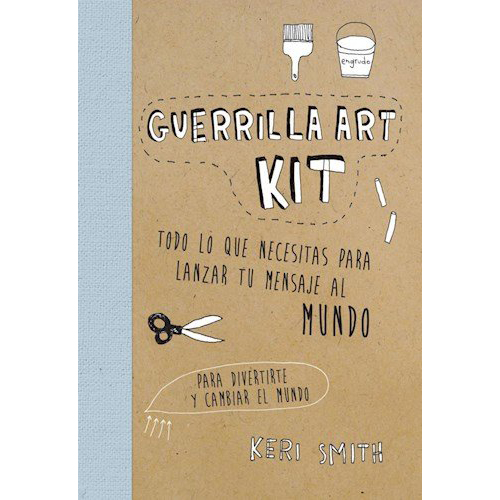 engrudo
GUERRILLA ART
KIT
TODO LO QUE NECESITAS PARA
LANZAR TU MENSAJE AL
MUNDO
PARA DIVERTIRTE
Y CAMBIAR EL MUNDO
KERI SMITH